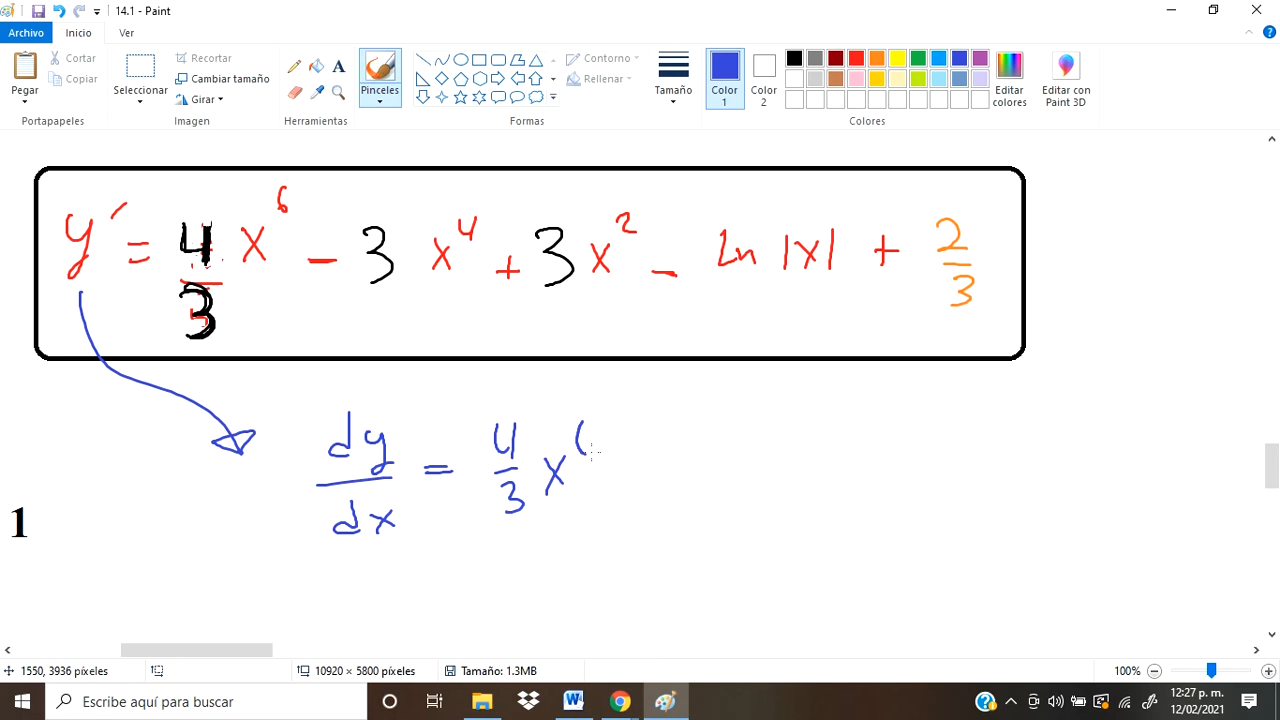 14.1 - Paint
Archivo Inicio Ver
Pegar
Cortar
Copiar
Portapapeles
Seleccionar
Recortar
Cambiar tamaño
Girar
Imagen
A
Herramientas
Pinceles
Formas
Contorno
Rellenar
Tamaño
Color 1
Color 2
Colores
Editar colores
Editar con Paint 3D
y' = 4/3 x^6 - 3 x^4 + 3 x^2 - ln |x| + 2/3
dy/dx = 4/3 x^(
1
1550, 3936 píxeles 10920 × 5800 píxeles Tamaño: 1.3MB 100%
Escribe aquí para buscar 12:27 p. m.
12/02/2021